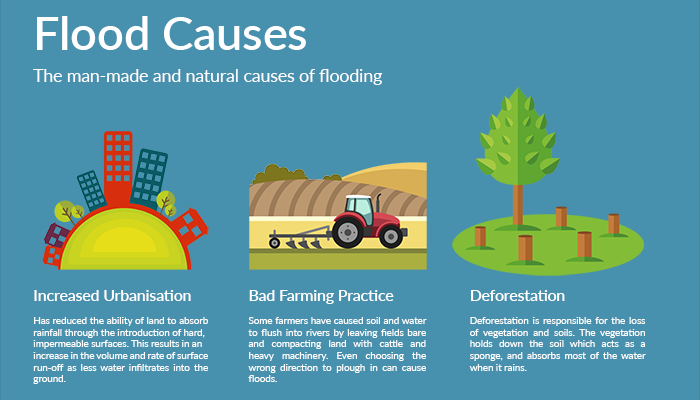 Flood Causes
The man-made and natural causes of flooding
Increased Urbanisation
Has reduced the ability of land to absorb
rainfall through the introduction of hard,
impermeable surfaces. This results in an
increase in the volume and rate of surface
run-off as less water infiltrates into the
ground.
Bad Farming Practice
Some farmers have caused soil and water
to flush into rivers by leaving fields bare
and compacting land with cattle and
heavy machinery. Even choosing the
wrong direction to plough in can cause
floods.
Deforestation
Deforestation is responsible for the loss
of vegetation and soils. The vegetation
holds down the soil which acts as a
sponge, and absorbs most of the water
when it rains.